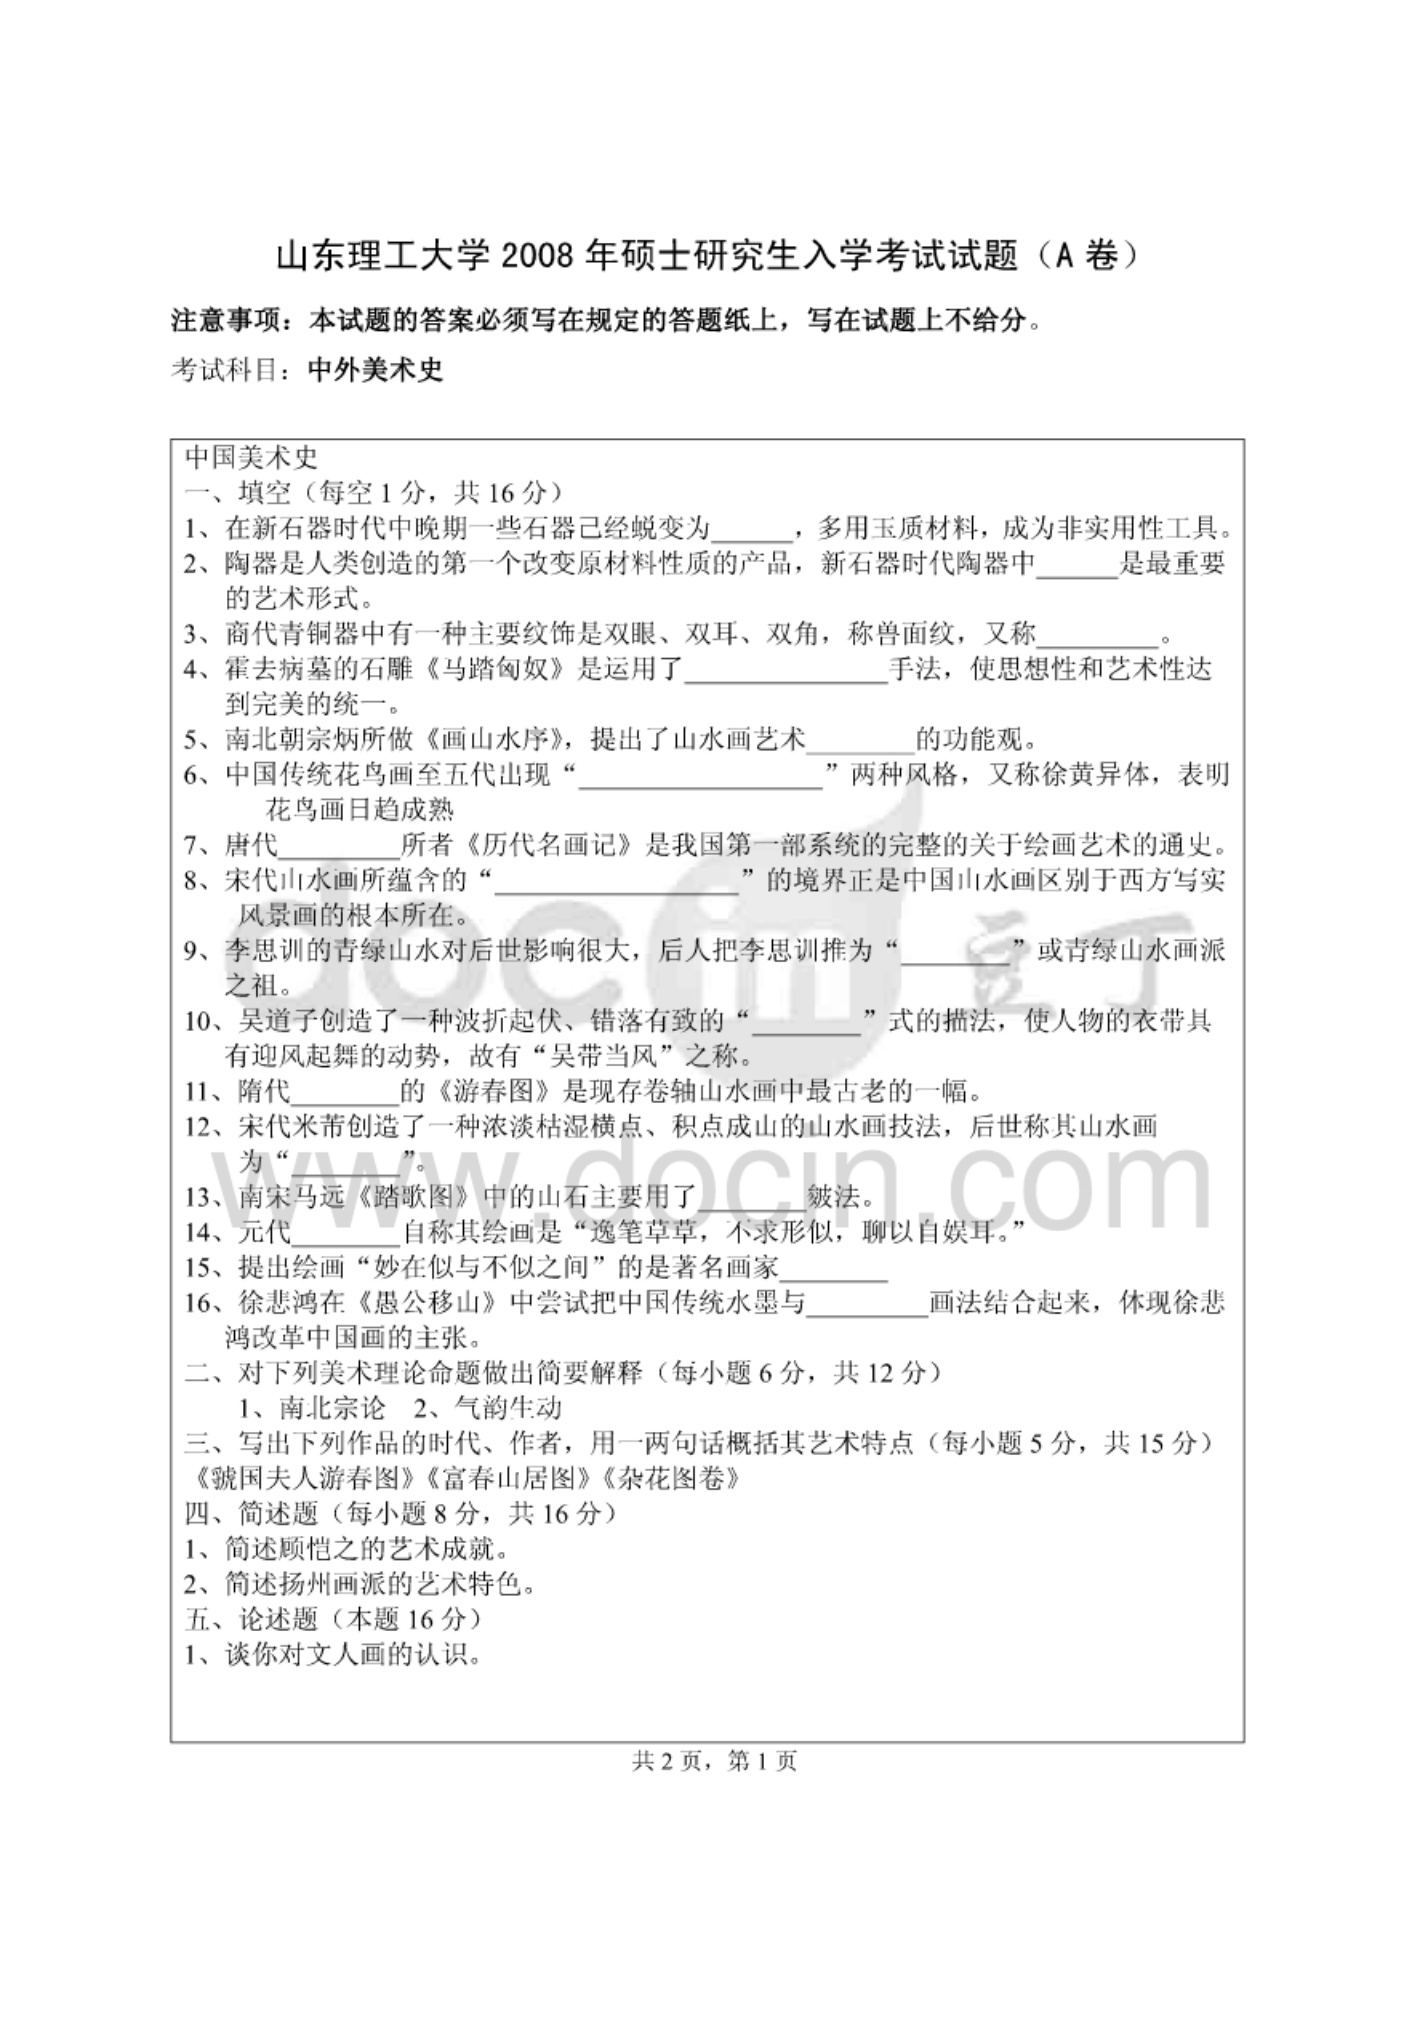 山东理工大学 2008 年硕士研究生入学考试试题（A 卷）
注意事项：本试题的答案必须写在规定的答题纸上，写在试题上不给分。
考试科目：中外美术史
中国美术史
一、填空（每空 1 分，共 16 分）
1、在新石器时代中晚期一些石器已经蜕变为______，多用玉质材料，成为非实用性工具。
2、陶器是人类创造的第一个改变原材料性质的产品，新石器时代陶器中______是最重要
的艺术形式。
3、商代青铜器中有一种主要纹饰是双眼、双耳、双角，称兽面纹，又称_________。
4、霍去病墓的石雕《马踏匈奴》是运用了_______________手法，使思想性和艺术性达
到完美的统一。
5、南北朝宗炳所做《画山水序》，提出了山水画艺术________的功能观。
6、中国传统花鸟画至五代出现“__________________”两种风格，又称徐黄异体，表明
花鸟画日趋成熟
7、唐代_________所者《历代名画记》是我国第一部系统的完整的关于绘画艺术的通史。
8、宋代山水画所蕴含的“__________________”的境界正是中国山水画区别于西方写实
风景画的根本所在。
9、李思训的青绿山水对后世影响很大，后人把李思训推为“________”或青绿山水画派
之祖。
10、吴道子创造了一种波折起伏、错落有致的“________”式的描法，使人物的衣带具
有迎风起舞的动势，故有“吴带当风”之称。
11、隋代________的《游春图》是现存卷轴山水画中最古老的一幅。
12、宋代米芾创造了一种浓淡枯湿横点、积点成山的山水画技法，后世称其山水画
为“________”。
13、南宋马远《踏歌图》中的山石主要用了________皴法。
14、元代________自称其绘画是“逸笔草草，不求形似，聊以自娱耳。”
15、提出绘画“妙在似与不似之间”的是著名画家________
16、徐悲鸿在《愚公移山》中尝试把中国传统水墨与_________画法结合起来，体现徐悲
鸿改革中国画的主张。
二、对下列美术理论命题做出简要解释（每小题 6 分，共 12 分）
1、南北宗论 2、气韵生动
三、写出下列作品的时代、作者，用一两句话概括其艺术特点（每小题 5 分，共 15 分）
《虢国夫人游春图》《富春山居图》《杂花图卷》
四、简述题（每小题 8 分，共 16 分）
1、简述顾恺之的艺术成就。
2、简述扬州画派的艺术特色。
五、论述题（本题 16 分）
1、谈你对文人画的认识。
共 2 页，第 1 页
docin 豆丁
www.docin.com